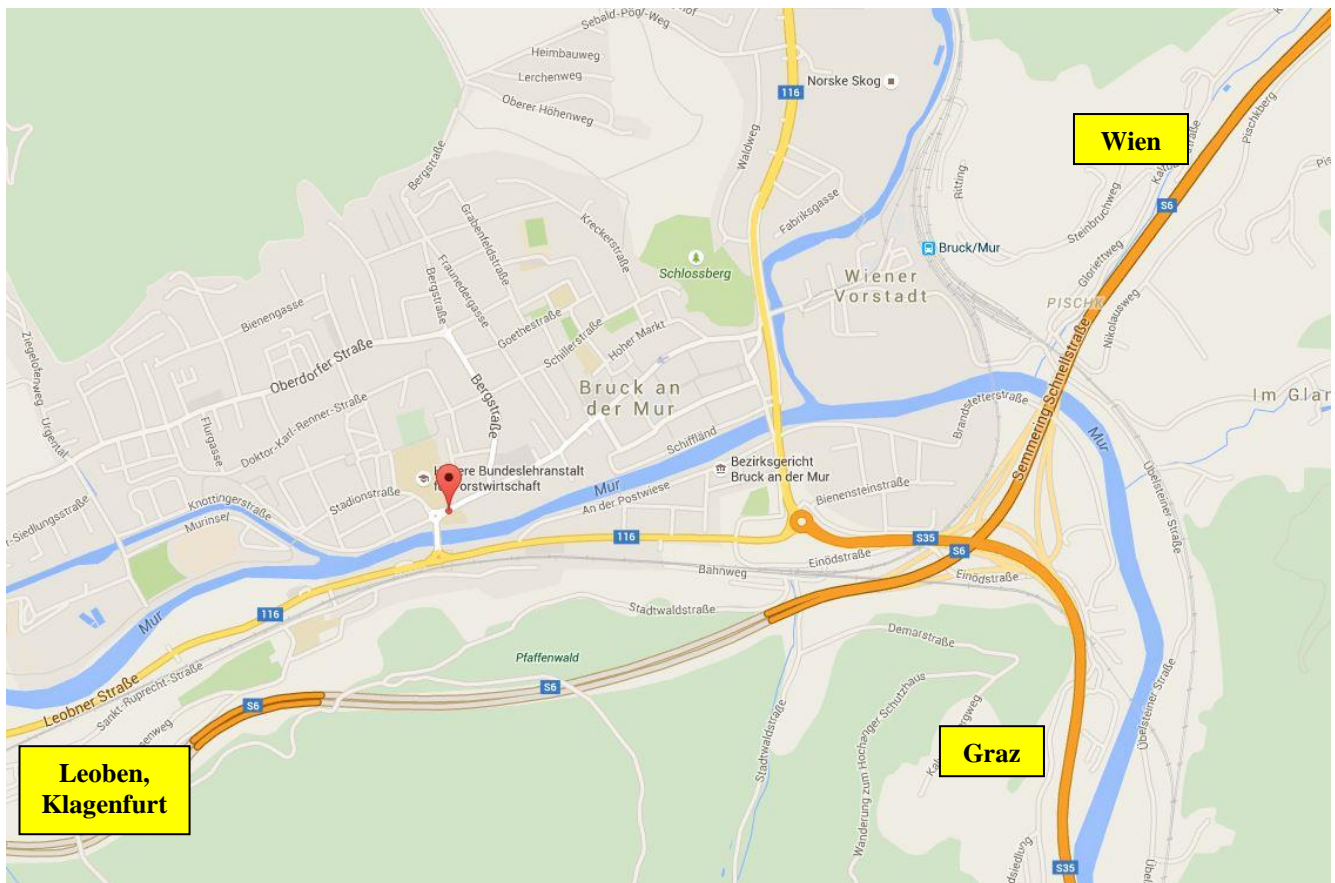 Sebald-Pögl-Weg
Heimbauweg
Lerchenweg
Oberer Höhenweg
116
Norske Skog
Waldweg
Wien
Pischkberg
S6
Ritting
Steinbruchweg
Gloriettweg
Fabriksgasse
Bruck/Mur
Bergstraße
Grabenfeldstraße
Kreckerstraße
Fraunedergasse
Bergstraße
Schlossberg
Wiener
Vorstadt
PISCHK
Nikolausweg
Bienengasse
Goethestraße
Schillerstraße
Hoher Markt
Ziegelofenweg
Urgental
Oberdorfer Straße
Bergstraße
Bruck an
der Mur
Semmering Schnellstraße
Im Glan
Flurgasse
Doktor-Karl-Renner-Straße
Schiffländ
Brandstetterstraße
Mur
Übelsteiner Straße
Bundeslehranstalt
Bezirksgericht
Bruck an der Mur
Knottingerstraße
Murinsel
Stadionstraße
Mur
An der Postwiese
Bienensteinstraße
116
S35
S6
Bahnweg
Einödstraße
Einödstraße
Stadtwaldstraße
116
Mur
Demarstraße
Pfaffenwald
S6
Leobner Straße
Sankt-Ruprecht-Straße
S6
Stadtwaldstraße
Wanderung zum Hochanger Schutzhaus
Übelsteiner Straße
Leoben,
Klagenfurt
Graz
S35